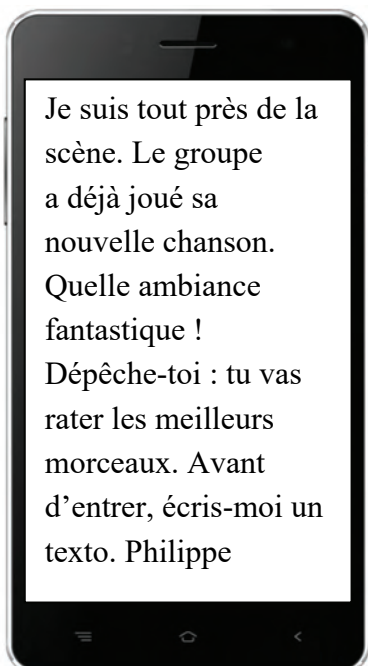 Je suis tout près de la
scène. Le groupe
a déjà joué sa
nouvelle chanson.
Quelle ambiance
fantastique !
Dépêche-toi : tu vas
rater les meilleurs
morceaux. Avant
d’entrer, écris-moi un
texto. Philippe